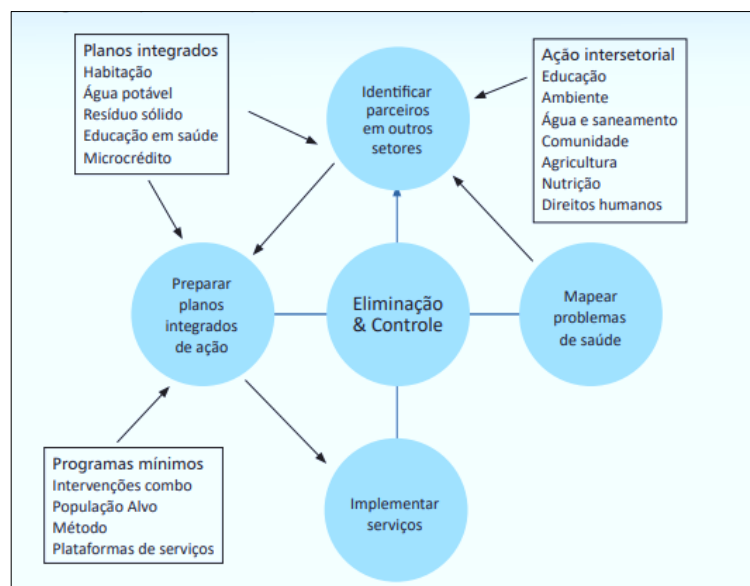 Planos integrados
Habitação
Água potável
Resíduo sólido
Educação em saúde
Microcrédito
Identificar
parceiros
em outros
setores
Ação intersetorial
Educação
Ambiente
Água e saneamento
Comunidade
Agricultura
Nutrição
Direitos humanos
Preparar
planos
integrados
de ação
Eliminação
& Controle
Mapear
problemas
de saúde
Programas mínimos
Intervenções combo
População Alvo
Método
Plataformas de serviços
Implementar
serviços